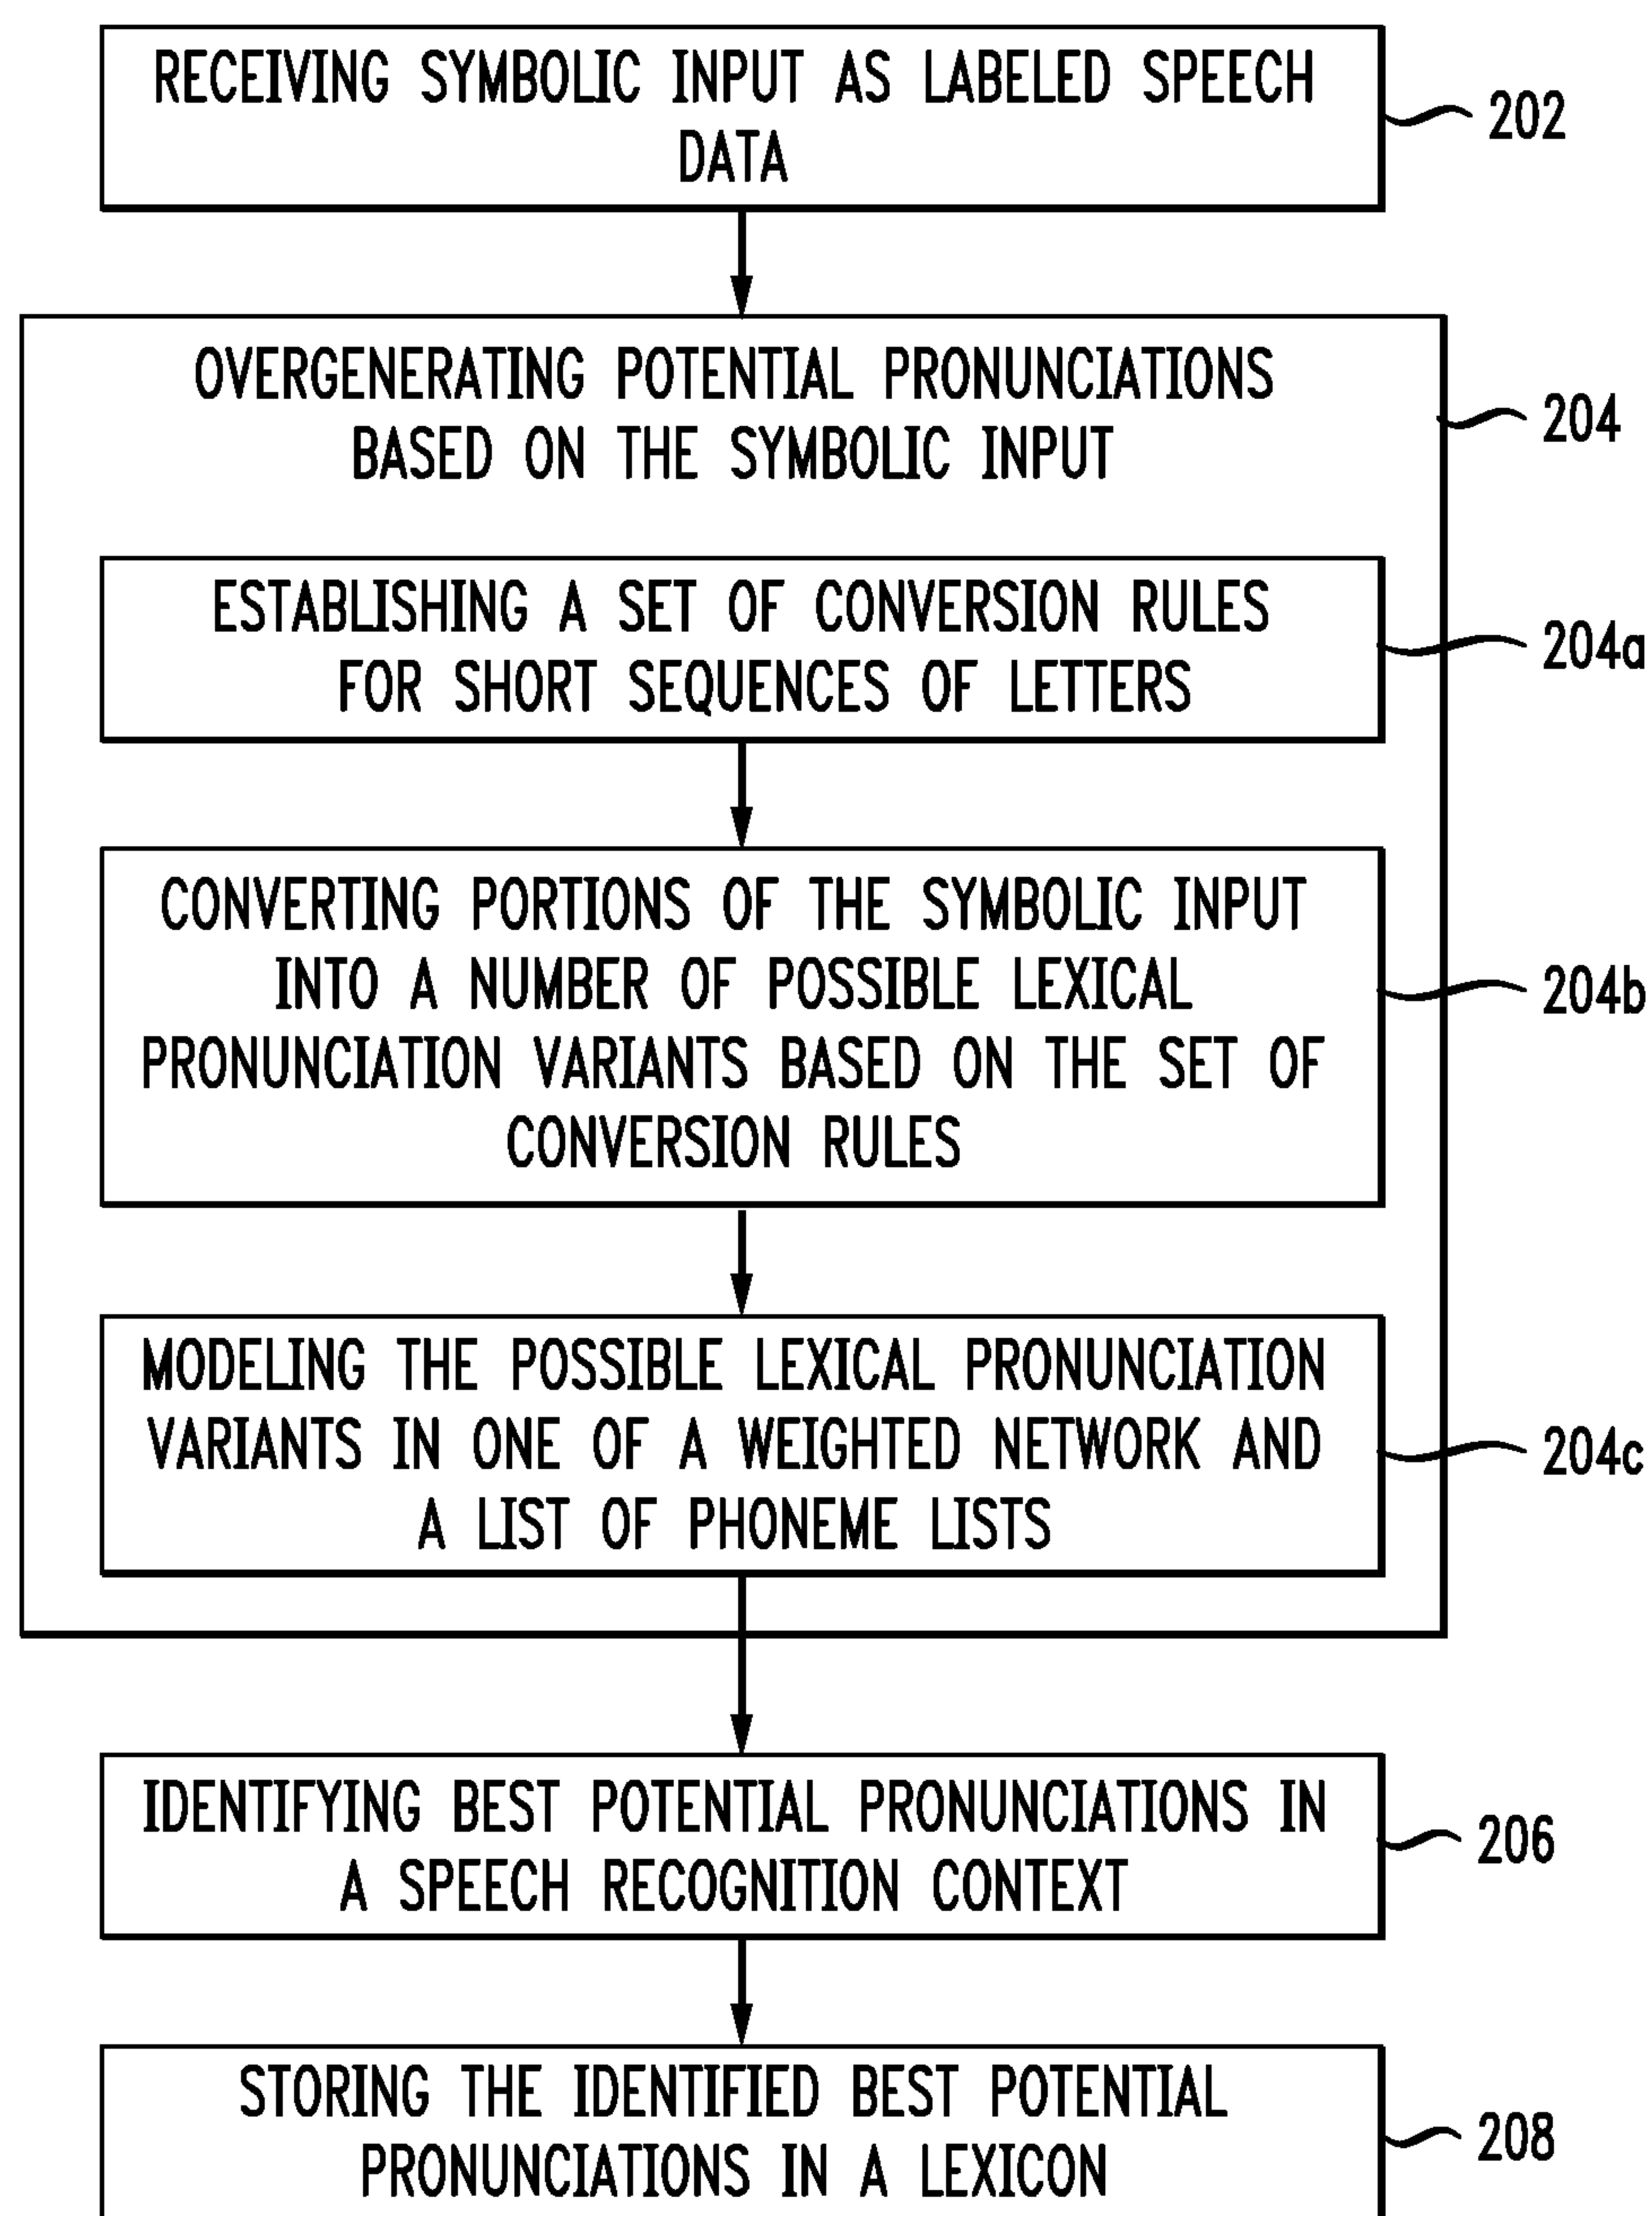 RECEIVING SYMBOLIC INPUT AS LABELED SPEECH
DATA
202
OVERGENERATING POTENTIAL PRONUNCIATIONS
BASED ON THE SYMBOLIC INPUT
204
ESTABLISHING A SET OF CONVERSION RULES
FOR SHORT SEQUENCES OF LETTERS
204a
CONVERTING PORTIONS OF THE SYMBOLIC INPUT
INTO A NUMBER OF POSSIBLE LEXICAL
PRONUNCIATION VARIANTS BASED ON THE SET OF
CONVERSION RULES
204b
MODELING THE POSSIBLE LEXICAL PRONUNCIATION
VARIANTS IN ONE OF A WEIGHTED NETWORK AND
A LIST OF PHONEME LISTS
204c
IDENTIFYING BEST POTENTIAL PRONUNCIATIONS IN
A SPEECH RECOGNITION CONTEXT
206
STORING THE IDENTIFIED BEST POTENTIAL
PRONUNCIATIONS IN A LEXICON
208